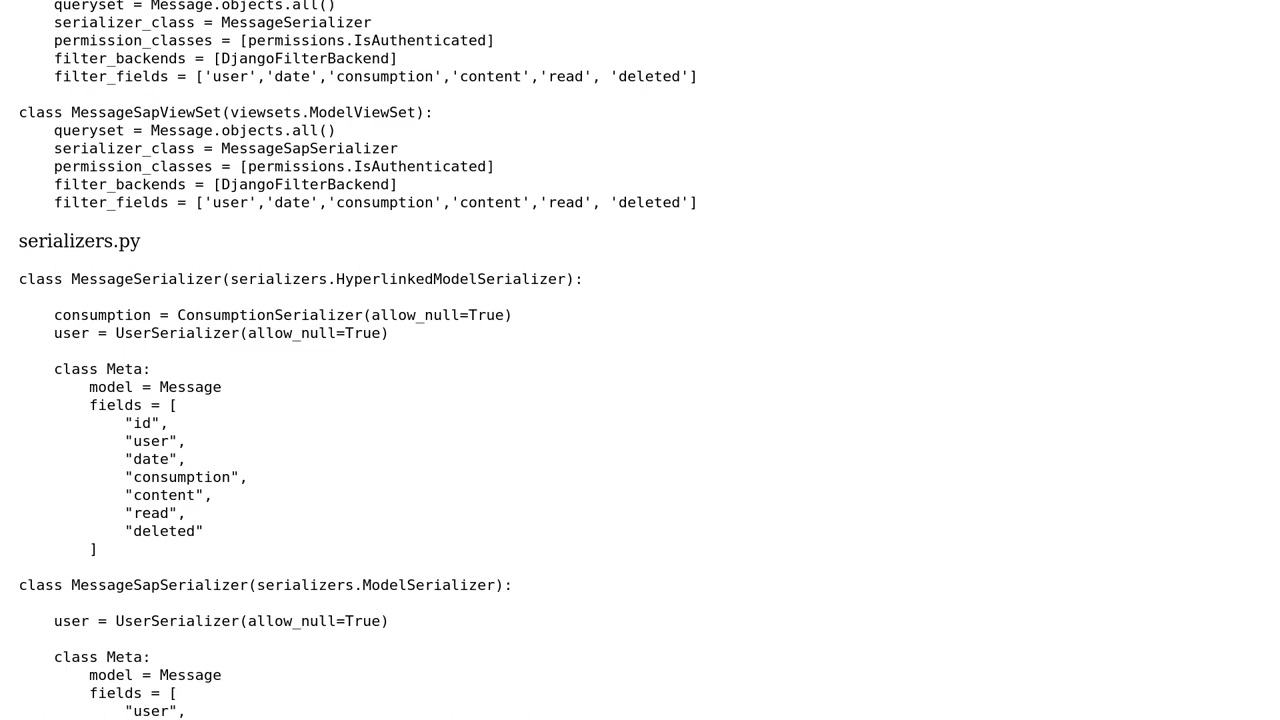 queryset = Message.objects.all()
serializer_class = MessageSerializer
permission_classes = [permissions.IsAuthenticated]
filter_backends = [DjangoFilterBackend]
filter_fields = ['user','date','consumption','content','read', 'deleted']
class MessageSapViewSet(viewsets.ModelViewSet):
queryset = Message.objects.all()
serializer_class = MessageSapSerializer
permission_classes = [permissions.IsAuthenticated]
filter_backends = [DjangoFilterBackend]
filter_fields = ['user','date','consumption','content','read', 'deleted']
serializers.py
class MessageSerializer(serializers.HyperlinkedModelSerializer):
consumption = ConsumptionSerializer(allow_null=True)
user = UserSerializer(allow_null=True)
class Meta:
model = Message
fields = [
"id",
"user",
"date",
"consumption",
"content",
"read",
"deleted"
]
class MessageSapSerializer(serializers.ModelSerializer):
user = UserSerializer(allow_null=True)
class Meta:
model = Message
fields = [
"user",